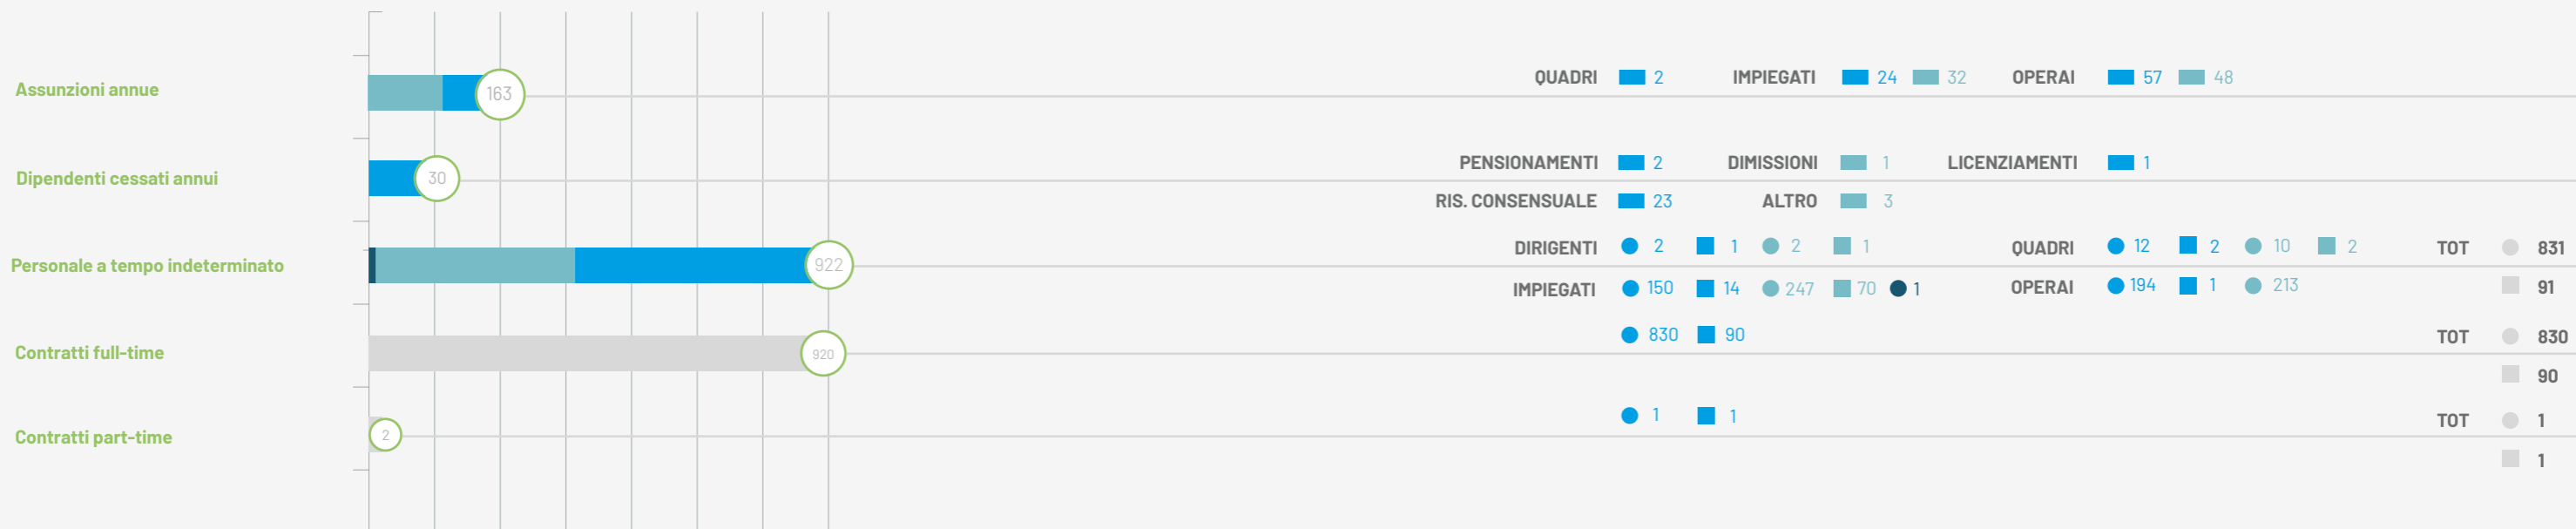 Assunzioni annue 163 QUADRI 2 IMPIEGATI 24 32 OPERAI 57 48
Dipendenti cessati annui 30 PENSIONAMENTI 2 DIMISSIONI 1 LICENZIAMENTI 1
RIS. CONSENSUALE 23 ALTRO 3
Personale a tempo indeterminato 922 DIRIGENTI 2 1 2 1 QUADRI 12 2 10 2 TOT 831
IMPIEGATI 150 14 247 70 1 OPERAI 194 1 213 91
Contratti full-time 920 830 90 TOT 830
90
Contratti part-time 2 1 1 TOT 1
1